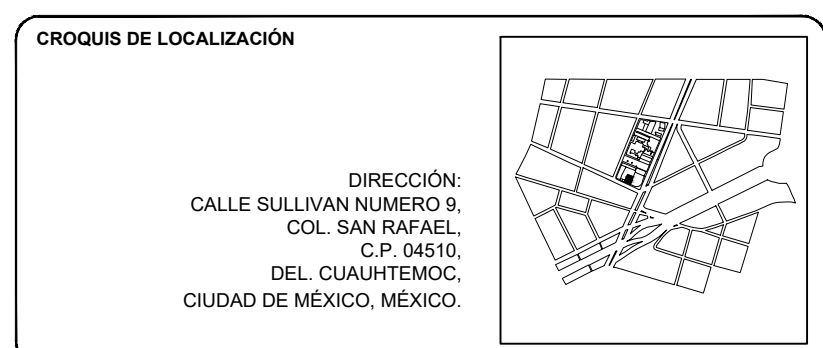 CROQUIS DE LOCALIZACIÓN
DIRECCIÓN:
CALLE SULLIVAN NUMERO 9,
COL. SAN RAFAEL,
C.P. 04510,
DEL. CUAUHTEMOC,
CIUDAD DE MÉXICO, MÉXICO.